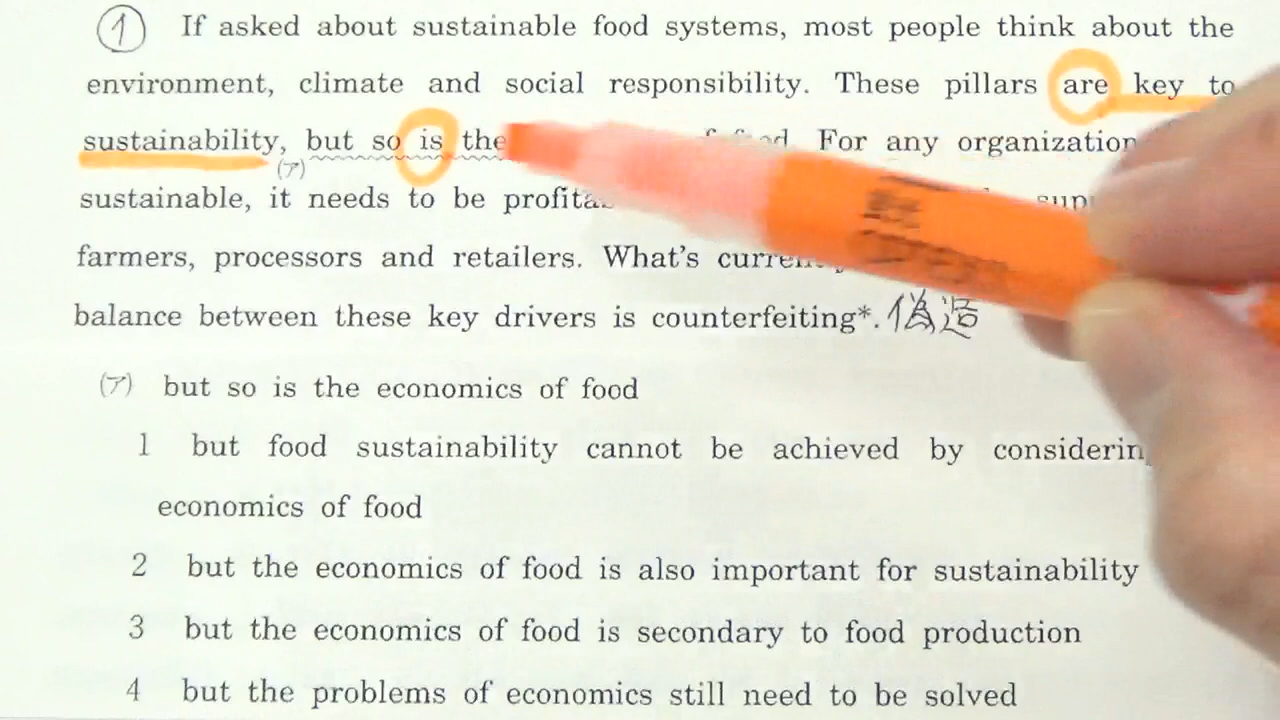 ① If asked about sustainable food systems, most people think about the
environment, climate and social responsibility. These pillars are key to
sustainability, but so is the For any organization
(ア)
sustainable, it needs to be
farmers, processors and retailers. What's
balance between these key drivers is counterfeiting*. 偽造
(ア) but so is the economics of food
1 but food sustainability cannot be achieved by
economics of food
2 but the economics of food is also important for sustainability
3 but the economics of food is secondary to food production
4 but the problems of economics still need to be solved